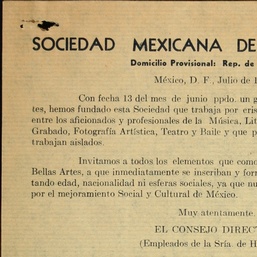 SOCIEDAD MEXICANA DE
Domicilio Provisional: Rep. de
México, D. F., Julio de 1
Con fecha 13 del mes de junio ppdo. un g
tes, hemos fundado esta Sociedad que trabaja por cris
entre los aficionados y profesionales de la Música, Lit
Grabado, Fotografía Artística, Teatro y Baile y que p
trabajan aislados.
Invitamos a todos los elementos que como
Bellas Artes, a que inmediatamente se inscriban y for
tando edad, nacionalidad ni esferas sociales, ya que nu
por el mejoramiento Social y Cultural de México.
Muy atentamente.
EL CONSEJO DIRECT
(Empleados de la Sría. de H